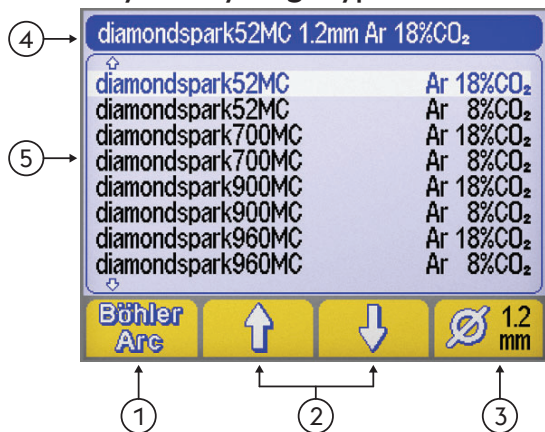 ④ diamondspark52MC 1.2mm Ar 18%CO₂
diamondspark52MC Ar 18%CO₂
diamondspark52MC Ar 8%CO₂
diamondspark700MC Ar 18%CO₂
⑤ diamondspark700MC Ar 8%CO₂
diamondspark900MC Ar 18%CO₂
diamondspark900MC Ar 8%CO₂
diamondspark960MC Ar 18%CO₂
diamondspark960MC Ar 8%CO₂
Böhler
Arc
1.2
mm
① ② ③